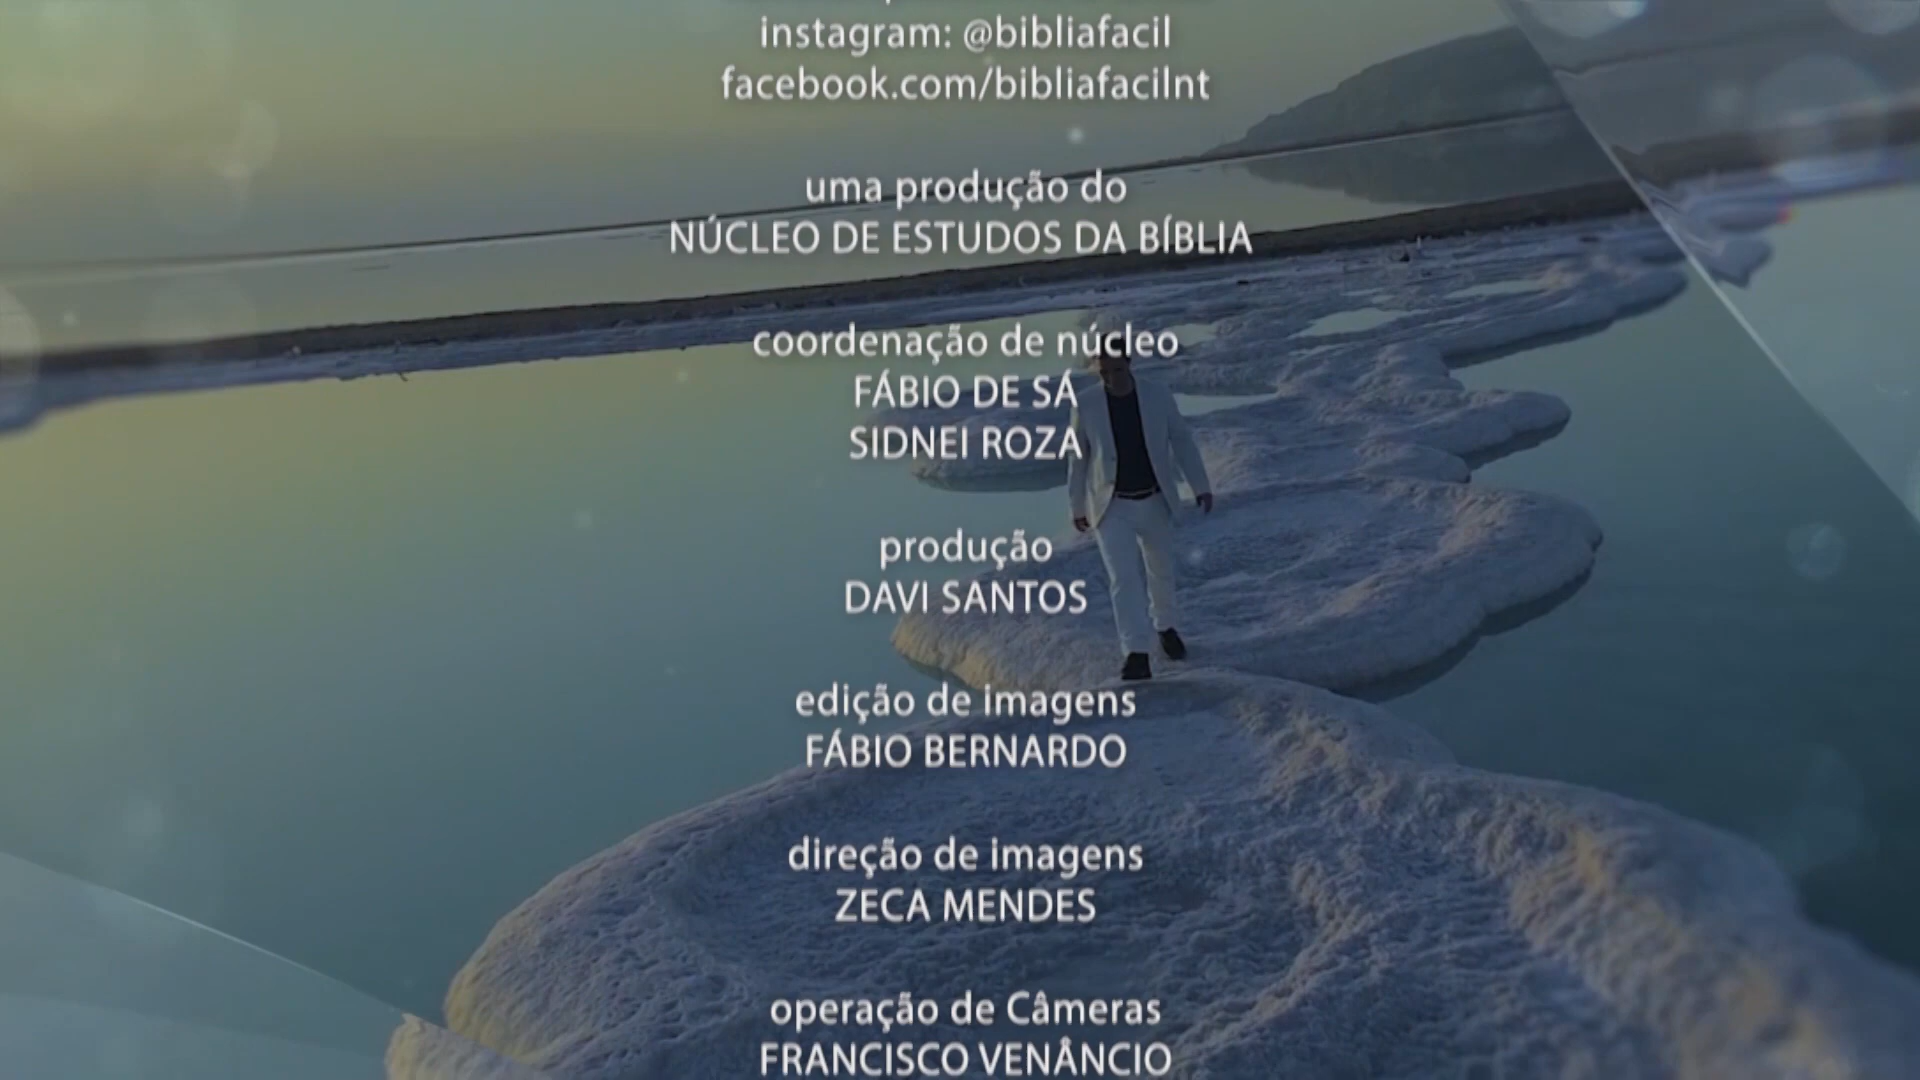 instagram: @bibliafacil
facebook.com/bibliafacilnt
uma produção do
NÚCLEO DE ESTUDOS DA BÍBLIA
coordenação de núcleo
FÁBIO DE SÁ
SIDNEI ROZA
produção
DAVI SANTOS
edição de imagens
FÁBIO BERNARDO
direção de imagens
ZECA MENDES
operação de Câmeras
FRANCISCO VENÂNCIO